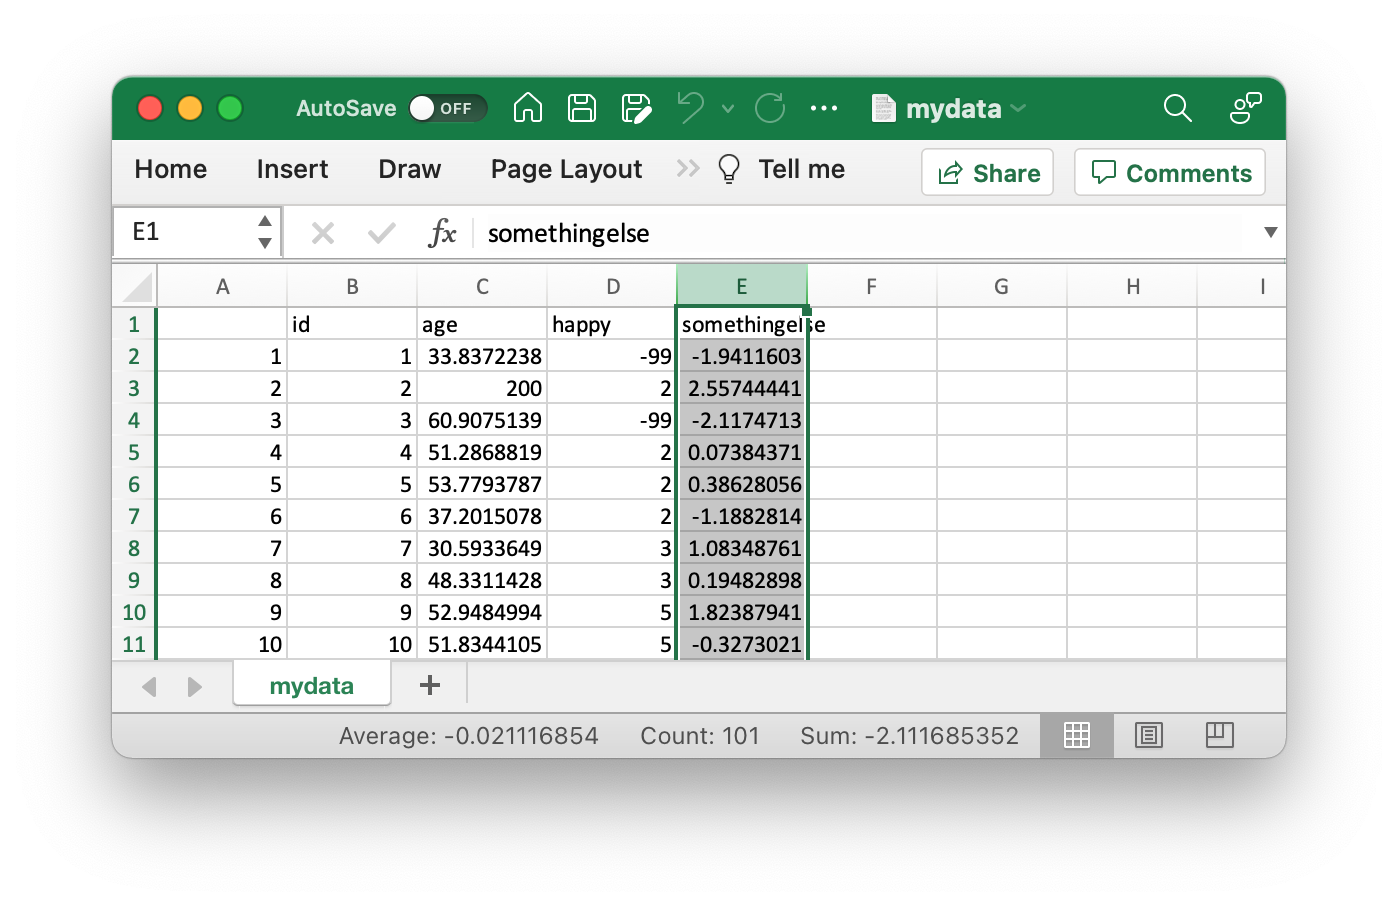 AutoSave OFF mydata
Home Insert Draw Page Layout Tell me Share Comments
E1 fx somethingelse
A B C D E F G H I
1 id age happy somethingelse
2 1 1 33.8372238 -99 -1.9411603
3 2 2 200 2 2.55744441
4 3 3 60.9075139 -99 -2.1174713
5 4 4 51.2868819 2 0.07384371
6 5 5 53.7793787 2 0.38628056
7 6 6 37.2015078 2 -1.1882814
8 7 7 30.5933649 3 1.08348761
9 8 8 48.3311428 3 0.19482898
10 9 9 52.9484994 5 1.82387941
11 10 10 51.8344105 5 -0.3273021
mydata +
Average: -0.021116854 Count: 101 Sum: -2.111685352